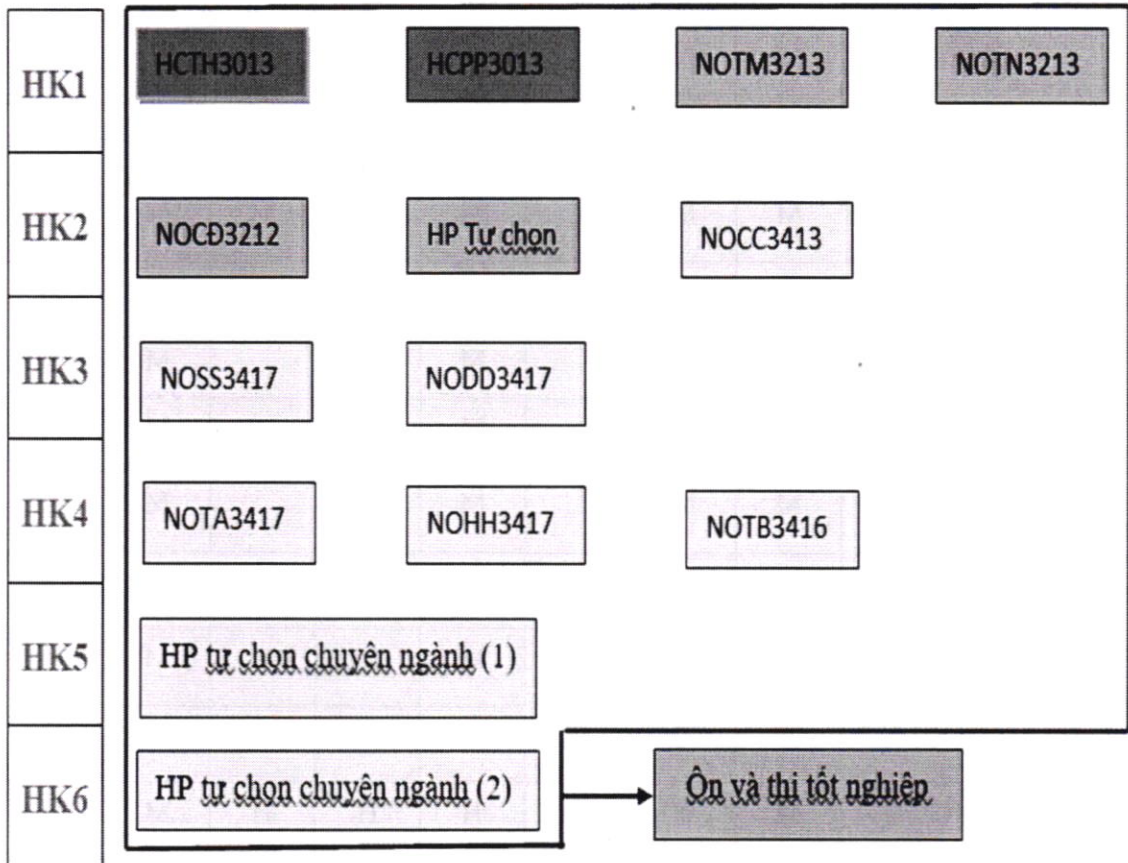 HK1
HCTH3013
HCPP3013
NOTM3213
NOTN3213
HK2
NOCĐ3212
HP Tự chọn
NOCC3413
HK3
NOSS3417
NODD3417
HK4
NOTA3417
NOHH3417
NOTB3416
HK5
HP tự chọn chuyên ngành (1)
HK6
HP tự chọn chuyên ngành (2)
Ôn và thi tốt nghiệp